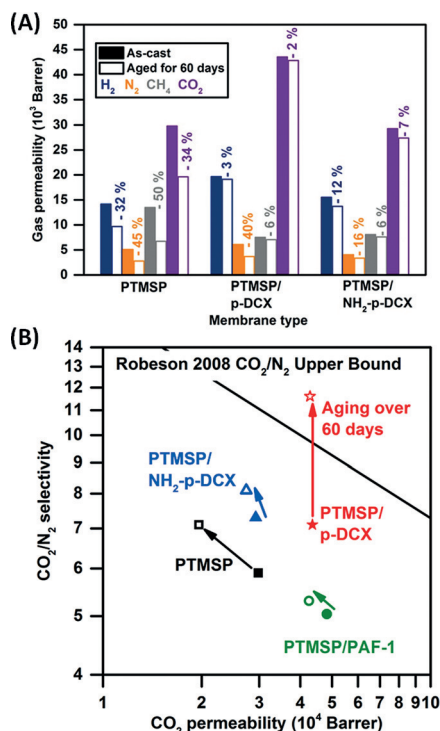 (A)
50
45
40
35
30
25
20
15
10
5
0
Gas permeability (10³ Barrer)
As-cast
Aged for 60 days
H₂ N₂ CH₄ CO₂
- 32 %
- 45 %
- 50 %
- 34 %
- 3 %
- 40%
- 6 %
- 2 %
- 12 %
- 16 %
- 6 %
- 7 %
PTMSP
PTMSP/
p-DCX
PTMSP/
NH₂-p-DCX
Membrane type
(B)
14
13
12
11
10
9
8
7
6
5
4
CO₂/N₂ selectivity
Robeson 2008 CO₂/N₂ Upper Bound
Aging over
60 days
PTMSP/
NH₂-p-DCX
PTMSP/
p-DCX
PTMSP
PTMSP/PAF-1
1 2 3 4 5 6 7 8 9 10
CO₂ permeability (10⁴ Barrer)